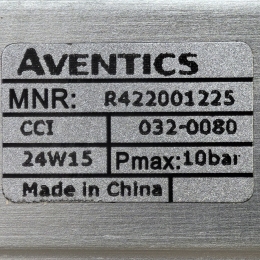 AVENTICS
MNR: R422001225
CCI 032-0080
24W15 Pmax: 10bar
Made in China